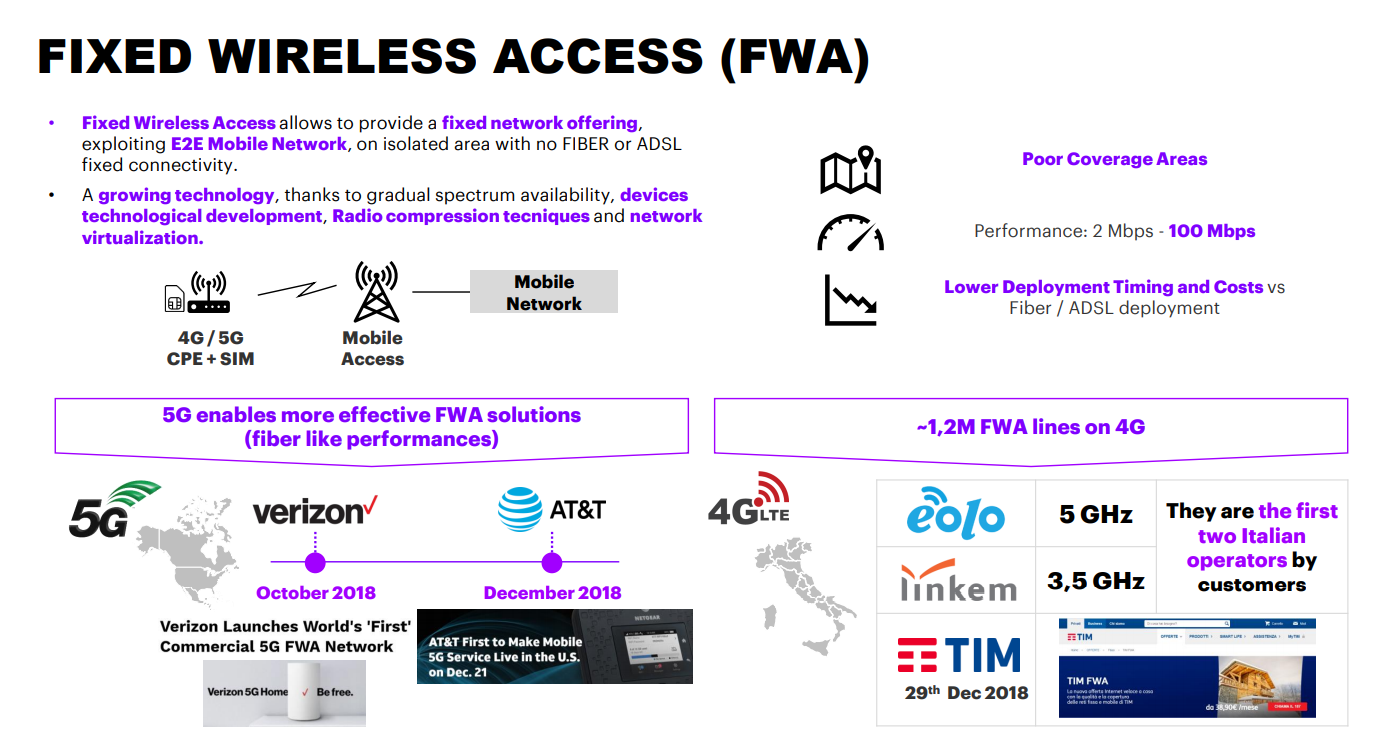 FIXED WIRELESS ACCESS (FWA)
• Fixed Wireless Access allows to provide a fixed network offering,
exploiting E2E Mobile Network, on isolated area with no FIBER or ADSL
fixed connectivity.
• A growing technology, thanks to gradual spectrum availability, devices
technological development, Radio compression tecniques and network
virtualization.
4G / 5G
CPE + SIM
Mobile
Access
Mobile
Network
Poor Coverage Areas
Performance: 2 Mbps - 100 Mbps
Lower Deployment Timing and Costs vs
Fiber / ADSL deployment
5G enables more effective FWA solutions
(fiber like performances)
5G
verizon
AT&T
October 2018
December 2018
Verizon Launches World's 'First'
Commercial 5G FWA Network
Verizon 5G Home
Be free.
NETGEAR
AT&T First to Make Mobile
5G Service Live in the U.S.
on Dec. 21
~1,2M FWA lines on 4G
4G LTE
eolo
5 GHz
linkem
3,5 GHz
They are the first
two Italian
operators by
customers
TIM
29th Dec 2018
TIM
OFFERTE
PRODOTTI
SMART LIFE
ASSISTENZA
MyTIM
TIM FWA
La nuova offerta Internet veloce a casa
con la qualità e la copertura
delle reti fissa e mobile di TIM
da 38,90€ /mese